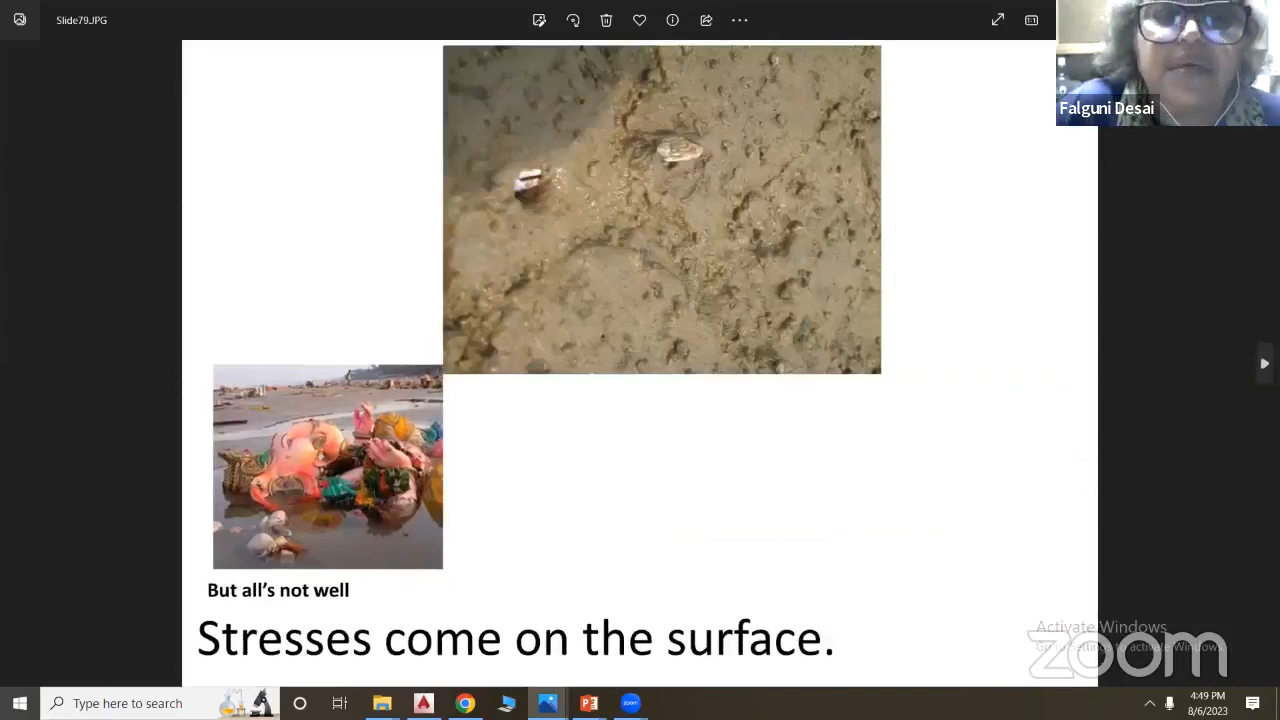 Slide79.JPG
Falguni Desai
But all's not well
Stresses come on the surface.
Activate Windows
Go to Settings to activate Windows.
zoom
Type here to search
zoom
4:49 PM
8/6/2023